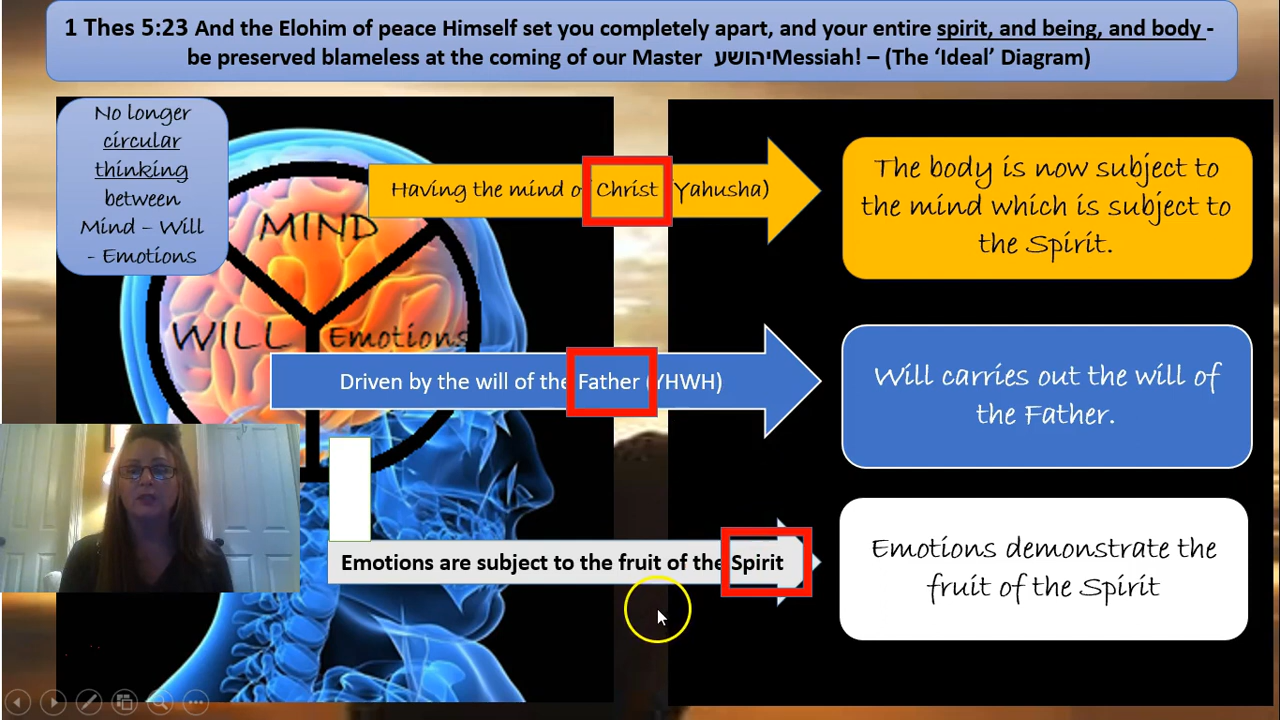 1 Thes 5:23 And the Elohim of peace Himself set you completely apart, and your entire spirit, and being, and body -
be preserved blameless at the coming of our Master יהושע Messiah! – (The ‘Ideal’ Diagram)
No longer
circular
thinking
between
Mind – Will
- Emotions
MIND
WILL
Emotions
Having the mind of Christ (Yahusha)
The body is now subject to
the mind which is subject to
the Spirit.
Driven by the will of the Father (YHWH)
Will carries out the will of
the Father.
Emotions are subject to the fruit of the Spirit
Emotions demonstrate the
fruit of the Spirit